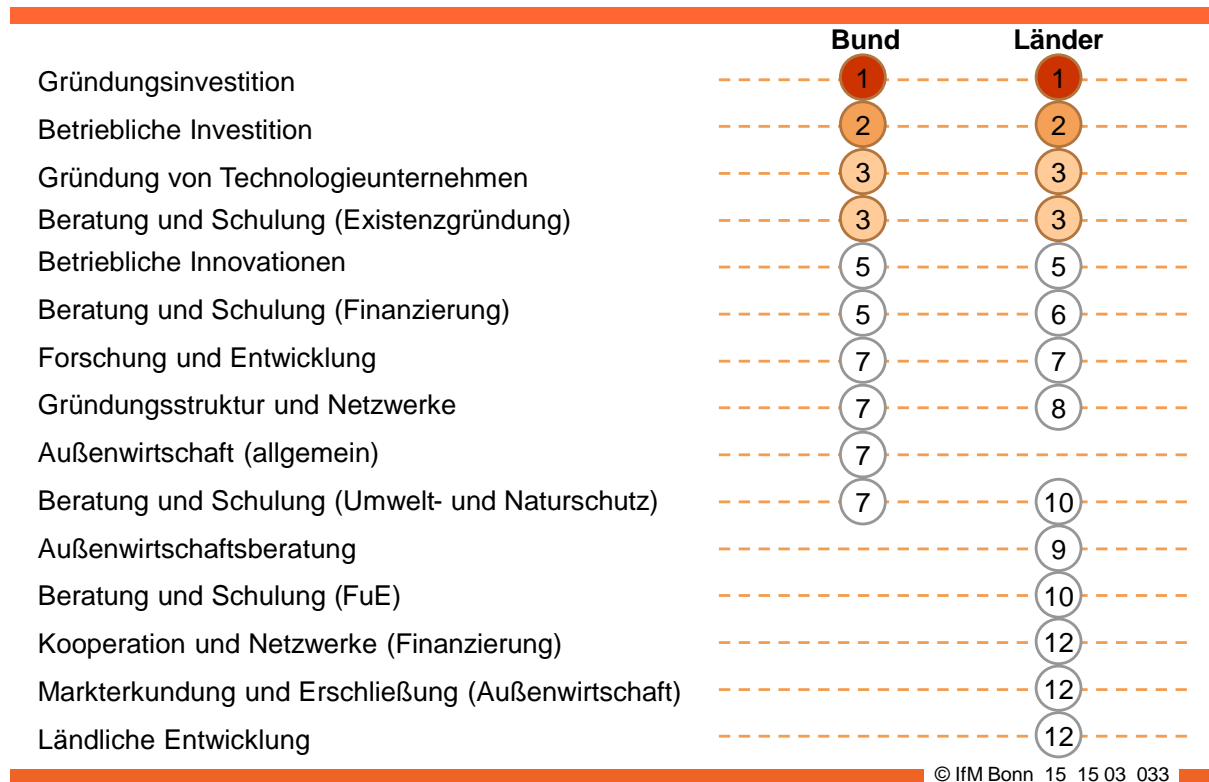 Bund Länder
Gründungsinvestition 1 1
Betriebliche Investition 2 2
Gründung von Technologieunternehmen 3 3
Beratung und Schulung (Existenzgründung) 3 3
Betriebliche Innovationen 5 5
Beratung und Schulung (Finanzierung) 5 6
Forschung und Entwicklung 7 7
Gründungsstruktur und Netzwerke 7 8
Außenwirtschaft (allgemein) 7
Beratung und Schulung (Umwelt- und Naturschutz) 7 10
Außenwirtschaftsberatung 9
Beratung und Schulung (FuE) 10
Kooperation und Netzwerke (Finanzierung) 12
Markterkundung und Erschließung (Außenwirtschaft) 12
Ländliche Entwicklung 12
© IfM Bonn 15 15 03 033